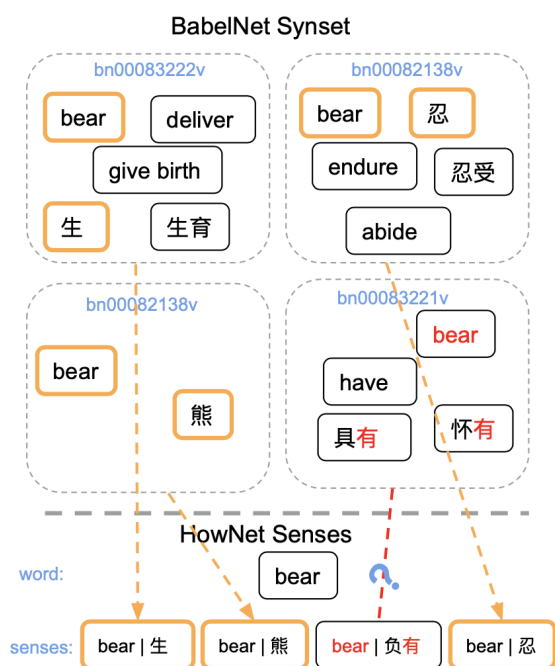 BabelNet Synset
bn00083222v
bear
deliver
give birth
生
生育
bn00082138v
bear
忍
endure
忍受
abide
bn00082138v
bear
熊
bn00083221v
bear
have
具有
怀有
HowNet Senses
word:
bear
?
senses:
bear | 生
bear | 熊
bear | 负有
bear | 忍